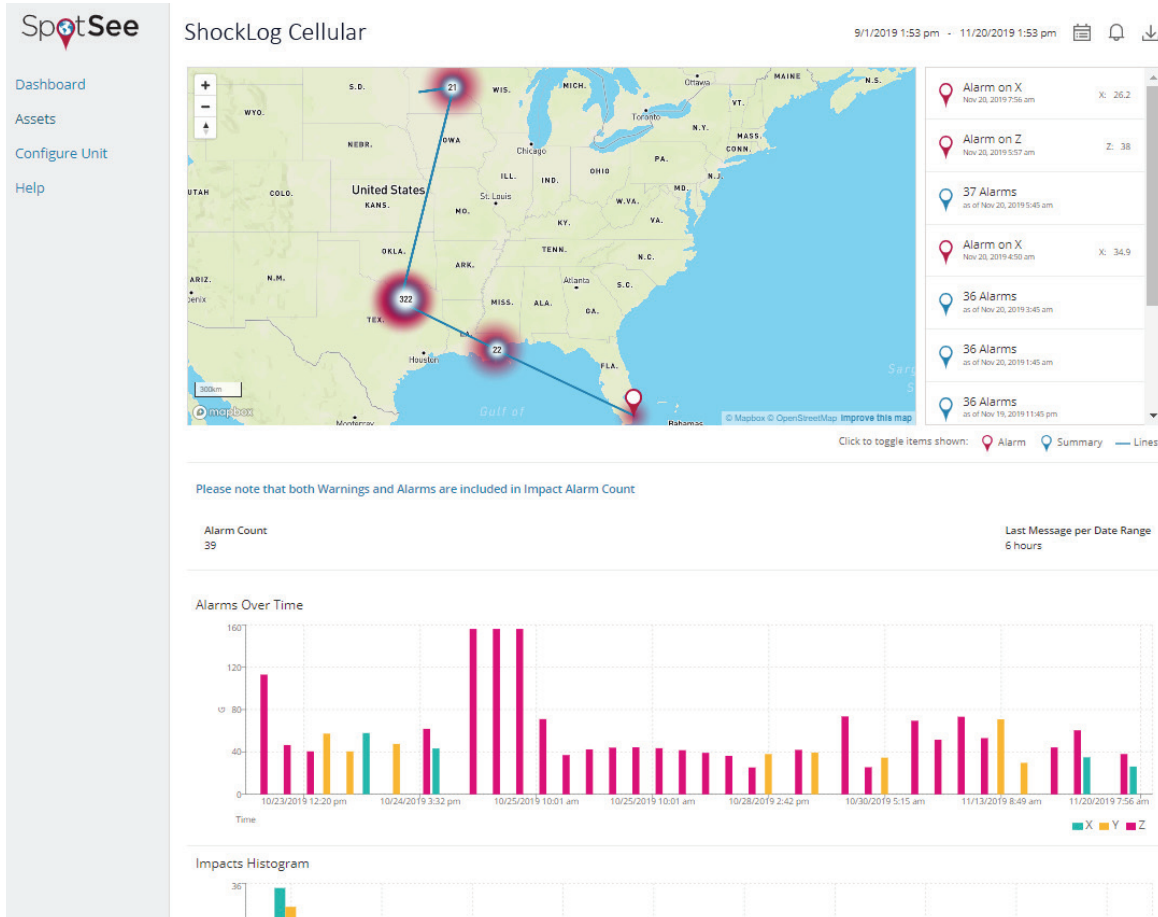 SpotSee
ShockLog Cellular
9/1/2019 1:53 pm - 11/20/2019 1:53 pm
Dashboard
Assets
Configure Unit
Help
+
−
S.D.
WIS.
MICH.
Ottawa
MAINE
N.S.
WYO.
21
Toronto
VT.
N.Y.
MASS.
CONN.
NEBR.
IOWA
Chicago
PA.
N.J.
ILL.
IND.
OHIO
MD.
UTAH
COLO.
United States
KANS.
St. Louis
MO.
W.VA.
KY.
VA.
OKLA.
TENN.
N.C.
ARIZ.
N.M.
ARK.
Atlanta
S.C.
322
MISS.
ALA.
GA.
TEX.
LA.
22
Houston
FLA.
300km
mapbox
Monterrey
Gulf of
Bahamas
© Mapbox © OpenStreetMap Improve this map
Alarm on X
Nov 20, 2019 7:56 am
X: 26.2
Alarm on Z
Nov 20, 2019 5:57 am
Z: 38
37 Alarms
as of Nov 20, 2019 5:45 am
Alarm on X
Nov 20, 2019 4:50 am
X: 34.9
36 Alarms
as of Nov 20, 2019 3:45 am
36 Alarms
as of Nov 20, 2019 1:45 am
36 Alarms
as of Nov 19, 2019 11:45 pm
Click to toggle items shown: Alarm Summary Lines
Please note that both Warnings and Alarms are included in Impact Alarm Count
Alarm Count
39
Last Message per Date Range
6 hours
Alarms Over Time
160
120
G 80
40
0
10/23/2019 12:20 pm 10/24/2019 3:32 pm 10/25/2019 10:01 am 10/25/2019 10:01 am 10/28/2019 2:42 pm 10/30/2019 5:15 am 11/13/2019 8:49 am 11/20/2019 7:56 am
Time
X Y Z
Impacts Histogram
36